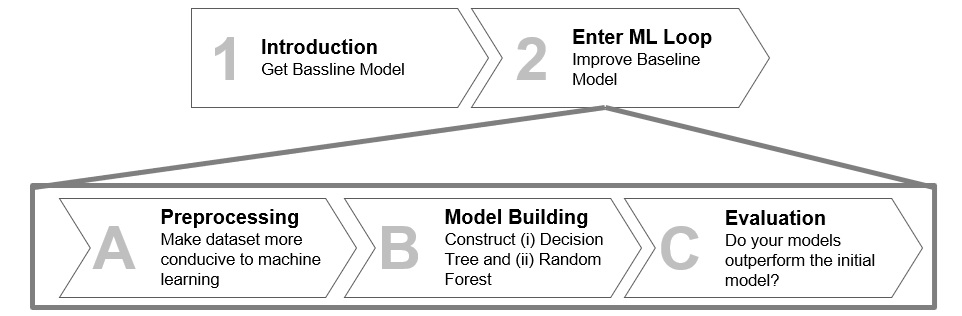 1
Introduction
Get Bassline Model
2
Enter ML Loop
Improve Baseline
Model
A
Preprocessing
Make dataset more
conducive to machine
learning
B
Model Building
Construct (i) Decision
Tree and (ii) Random
Forest
C
Evaluation
Do your models
outperform the initial
model?